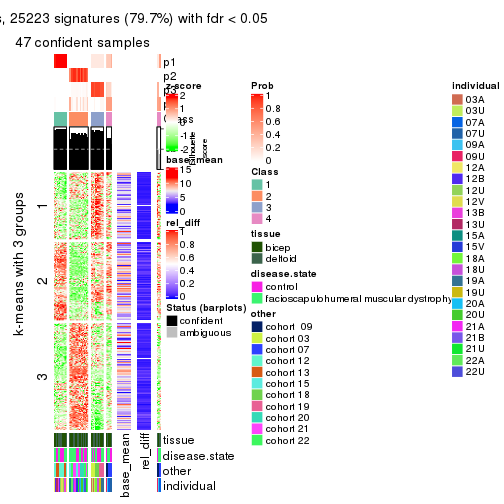 s, 25223 signatures (79.7%) with fdr < 0.05
47 confident samples
p1
p2
p3
z-score
2
1
-2
Silhouette
score
base_mean
15
10
5
0
rel_diff
1
0.8
0.6
0.4
0.2
0
Status (barplots)
confident
ambiguous
k-means with 3 groups
1
2
3
tissue
disease.state
other
individual
base_mean
rel_diff
Prob
1
0.8
0.6
0.4
0.2
0
Class
1
2
3
4
tissue
bicep
deltoid
disease.state
control
facioscapulohumeral muscular dystrophy
other
cohort 09
cohort 03
cohort 07
cohort 12
cohort 13
cohort 15
cohort 18
cohort 19
cohort 20
cohort 21
cohort 22
individual
03A
03U
07A
07U
09A
09U
12A
12B
12U
12V
13B
13U
15A
15V
18A
18U
19A
19U
20A
20U
21A
21B
21U
22A
22U